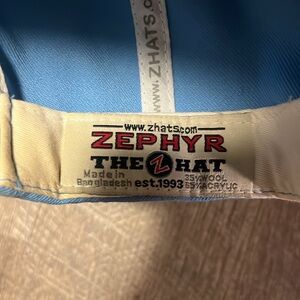 WWW.ZHATS.C
www.zhats.com
ZEPHYR
THE Z HAT
Made in
Bangladesh est.1993
35%WOOL
65%ACRYLIC